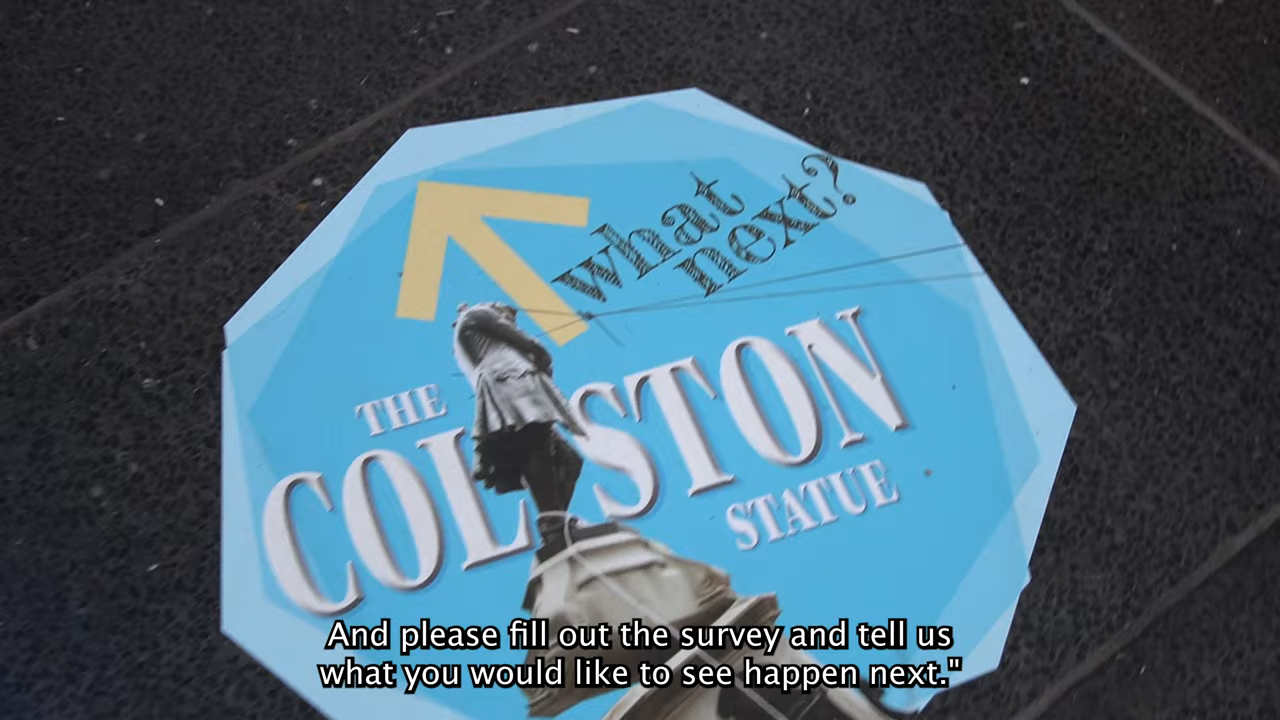 what
next?
THE
COLSTON
STATUE
And please fill out the survey and tell us
what you would like to see happen next."